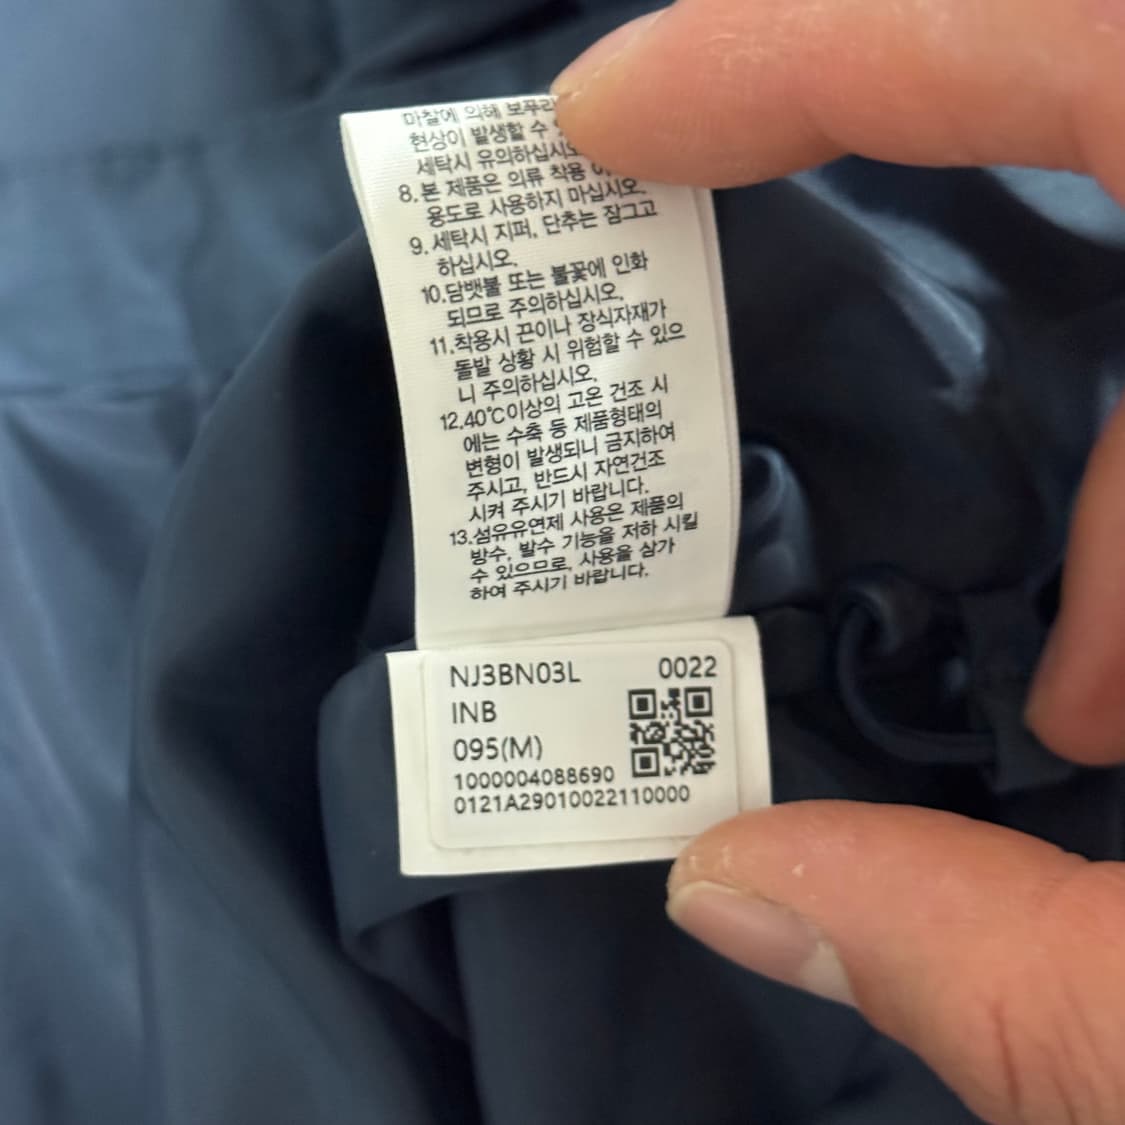 마찰에 의해 보푸라
현상이 발생할 수
세탁시 유의하십시오
8.본 제품은 의류 착용
용도로 사용하지 마십시오.
9.세탁시 지퍼, 단추는 잠그고
하십시오.
10.담뱃불 또는 불꽃에 인화
되므로 주의하십시오.
11.착용시 끈이나 장식자재가
돌발 상황 시 위험할 수 있으
니 주의하십시오.
12.40℃이상의 고온 건조 시
에는 수축 등 제품형태의
변형이 발생되니 금지하여
주시고, 반드시 자연건조
시켜 주시기 바랍니다.
13.섬유유연제 사용은 제품의
방수, 발수 기능을 저하 시킬
수 있으므로, 사용을 삼가
하여 주시기 바랍니다.
NJ3BN03L 0022
INB
095(M)
1000004088690
0121A29010022110000